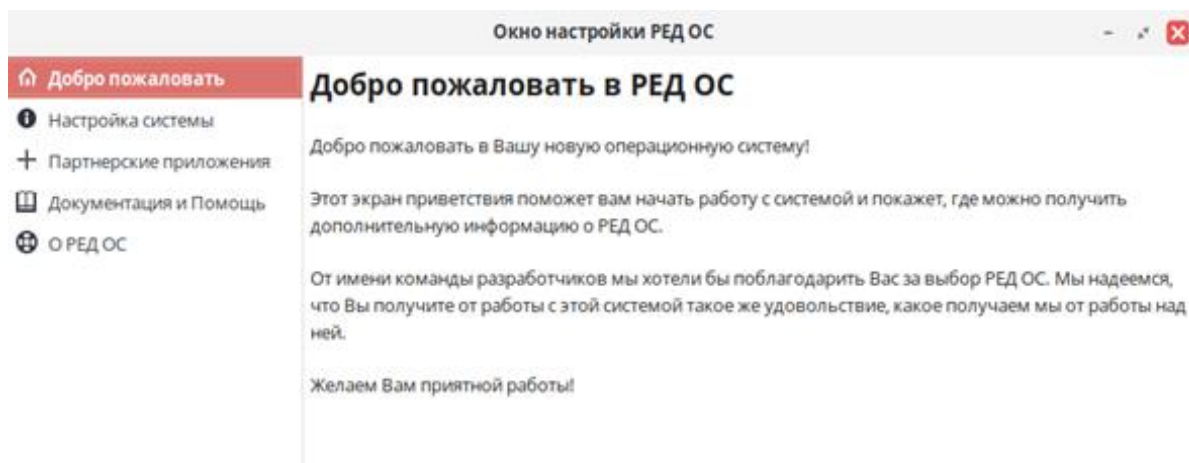 Окно настройки РЕД ОС
Добро пожаловать
Настройка системы
Партнерские приложения
Документация и Помощь
О РЕД ОС
Добро пожаловать в РЕД ОС
Добро пожаловать в Вашу новую операционную систему!
Этот экран приветствия поможет вам начать работу с системой и покажет, где можно получить
дополнительную информацию о РЕД ОС.
От имени команды разработчиков мы хотели бы поблагодарить Вас за выбор РЕД ОС. Мы надеемся,
что Вы получите от работы с этой системой такое же удовольствие, какое получаем мы от работы над
ней.
Желаем Вам приятной работы!